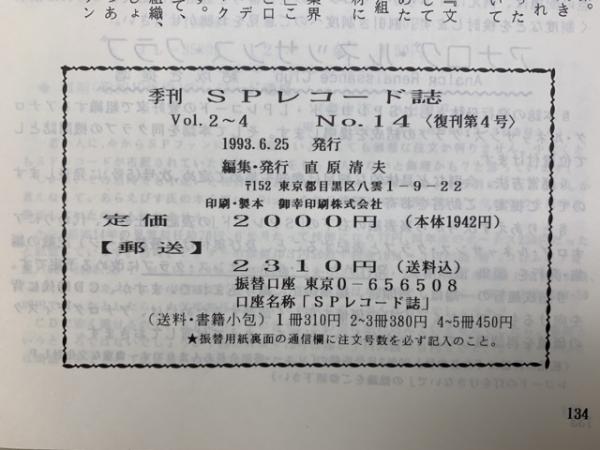 季刊 SPレコード誌
Vol.2~4 No.14 〈復刊第4号〉
1993.6.25 発行
編集・発行 直原清夫
〒152 東京都目黒区八雲1-9-22
印刷・製本 御幸印刷株式会社
定価 2000円 (本体1942円)
【郵送】
2310円 (送料込)
振替口座 東京0-656508
口座名称「SPレコード誌」
(送料・書籍小包) 1冊310円 2~3冊380円 4~5冊450円
★振替用紙裏面の通信欄に注文号数を必ず記入のこと。
134